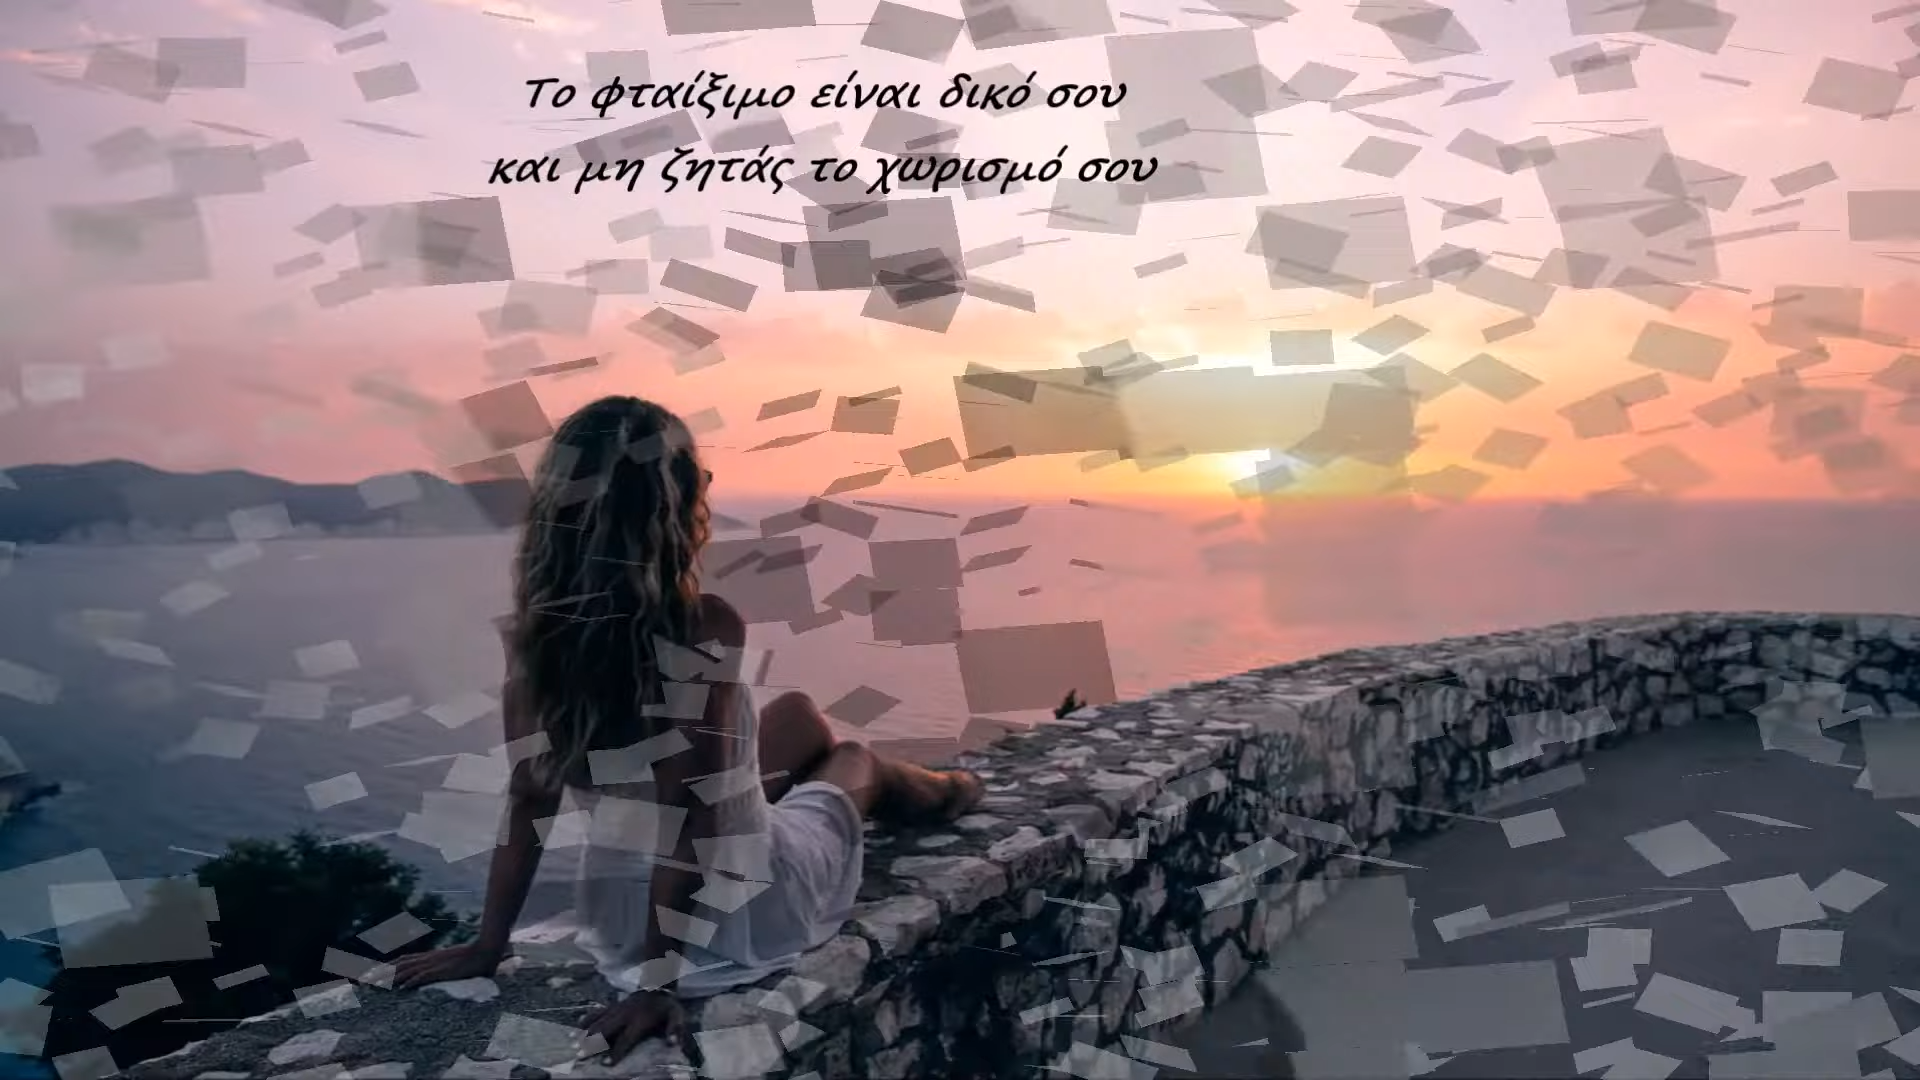 Το φταίξιμο είναι δικό σου
και μη ζητάς το χωρισμό σου